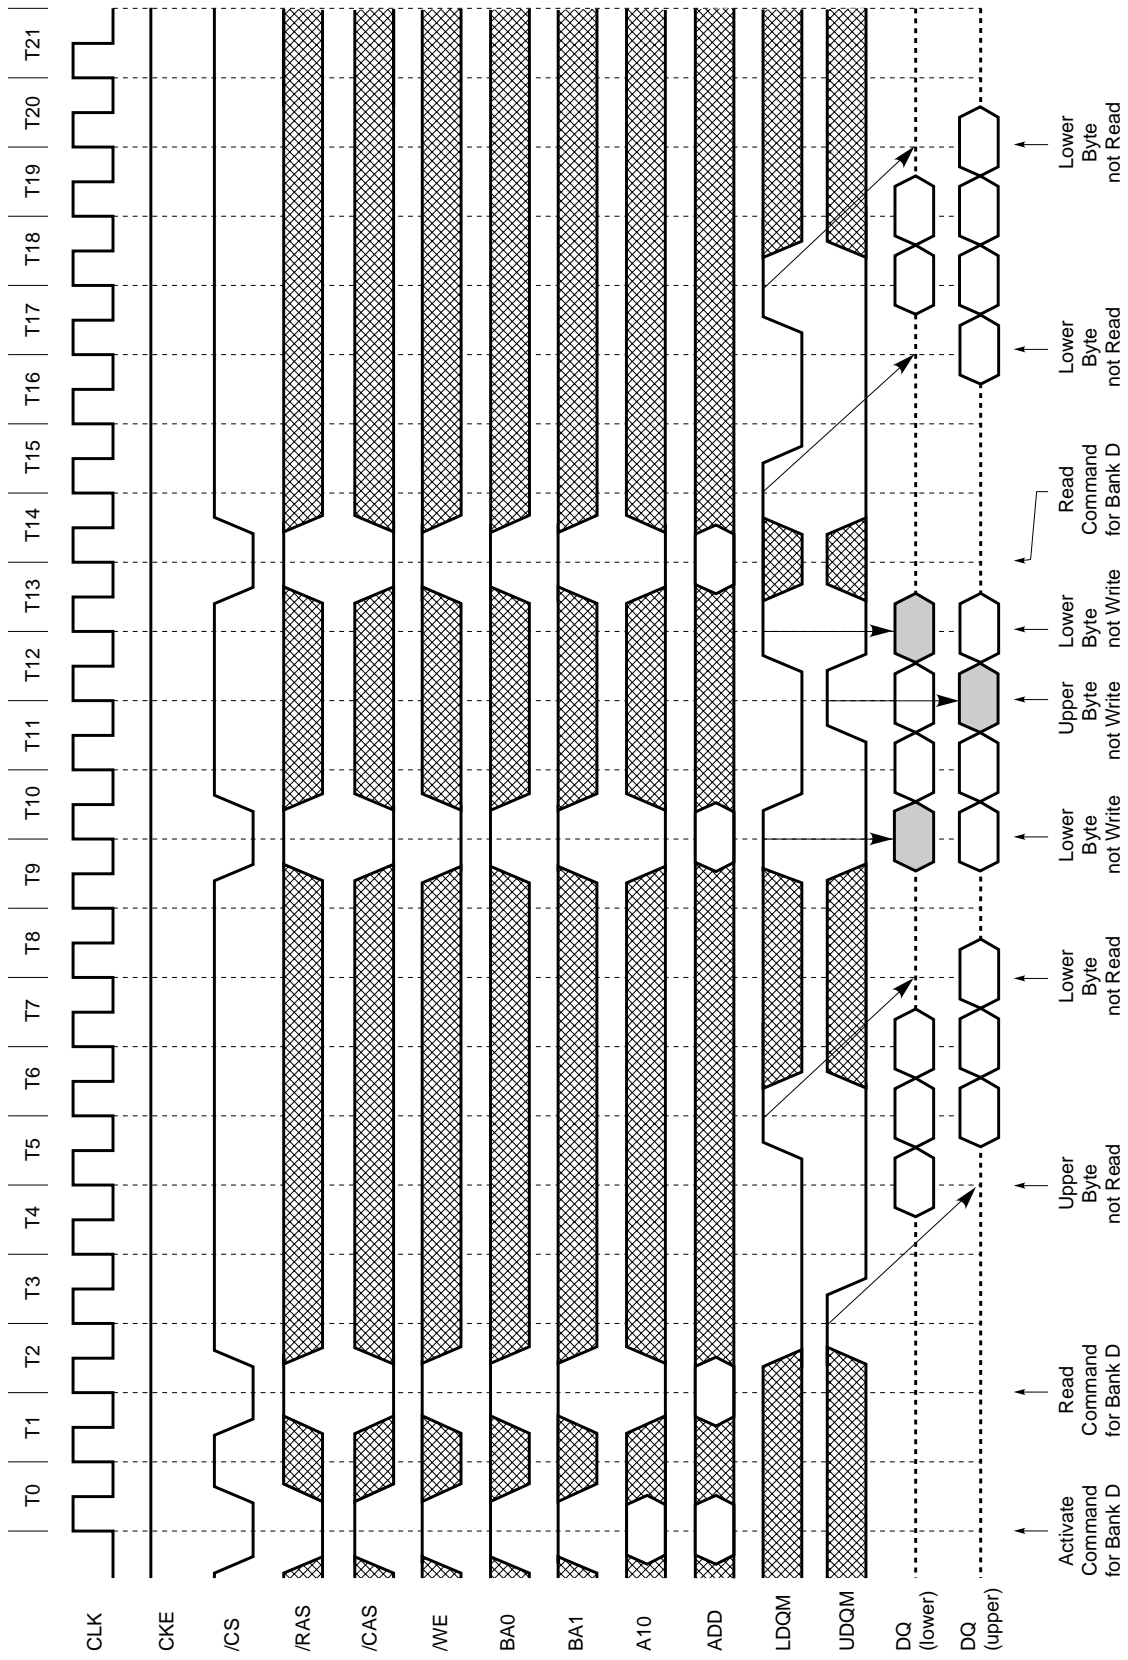 T0 T1 T2 T3 T4 T5 T6 T7 T8 T9 T10 T11 T12 T13 T14 T15 T16 T17 T18 T19 T20 T21
CLK
CKE
/CS
/RAS
/CAS
/WE
BA0
BA1
A10
ADD
LDQM
UDQM
DQ
(lower)
DQ
(upper)
Activate
Command
for Bank D
Read
Command
for Bank D
Upper
Byte
not Read
Lower
Byte
not Read
Lower
Byte
not Write
Upper
Byte
not Write
Lower
Byte
not Write
Read
Command
for Bank D
Lower
Byte
not Read
Lower
Byte
not Read